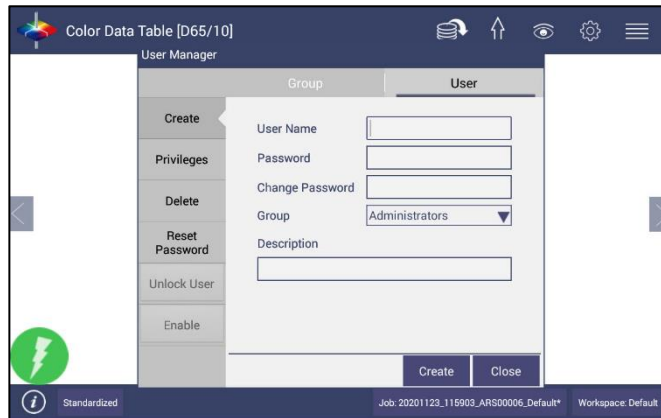 Color Data Table [D65/10]
User Manager
Group
User
Create
Privileges
Delete
Reset
Password
Unlock User
Enable
User Name
Password
Change Password
Group
Administrators
Description
Create
Close
Standardized
Job: 20201123_115903_ARS00006_Default*
Workspace: Default